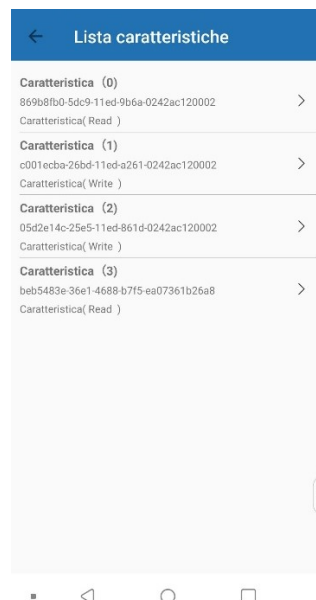 Lista caratteristiche
Caratteristica (0)
869b8fb0-5dc9-11ed-9b6a-0242ac120002
Caratteristica( Read )
Caratteristica (1)
c001ecba-26bd-11ed-a261-0242ac120002
Caratteristica( Write )
Caratteristica (2)
05d2e14c-25e5-11ed-861d-0242ac120002
Caratteristica( Write )
Caratteristica (3)
beb5483e-36e1-4688-b7f5-ea07361b26a8
Caratteristica( Read )